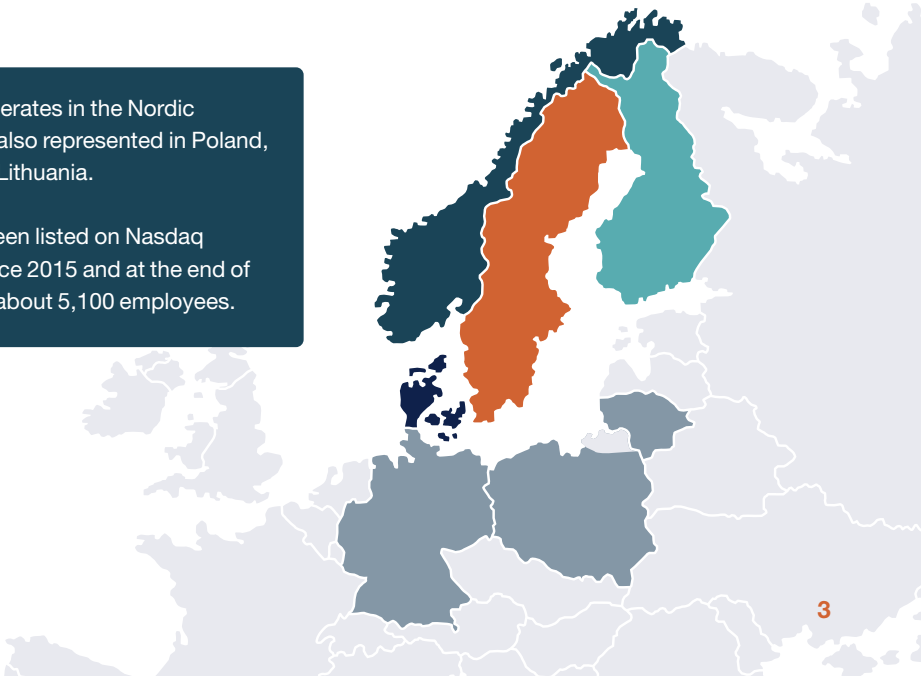 erates in the Nordic
also represented in Poland,
Lithuania.
een listed on Nasdaq
ce 2015 and at the end of
about 5,100 employees.
3